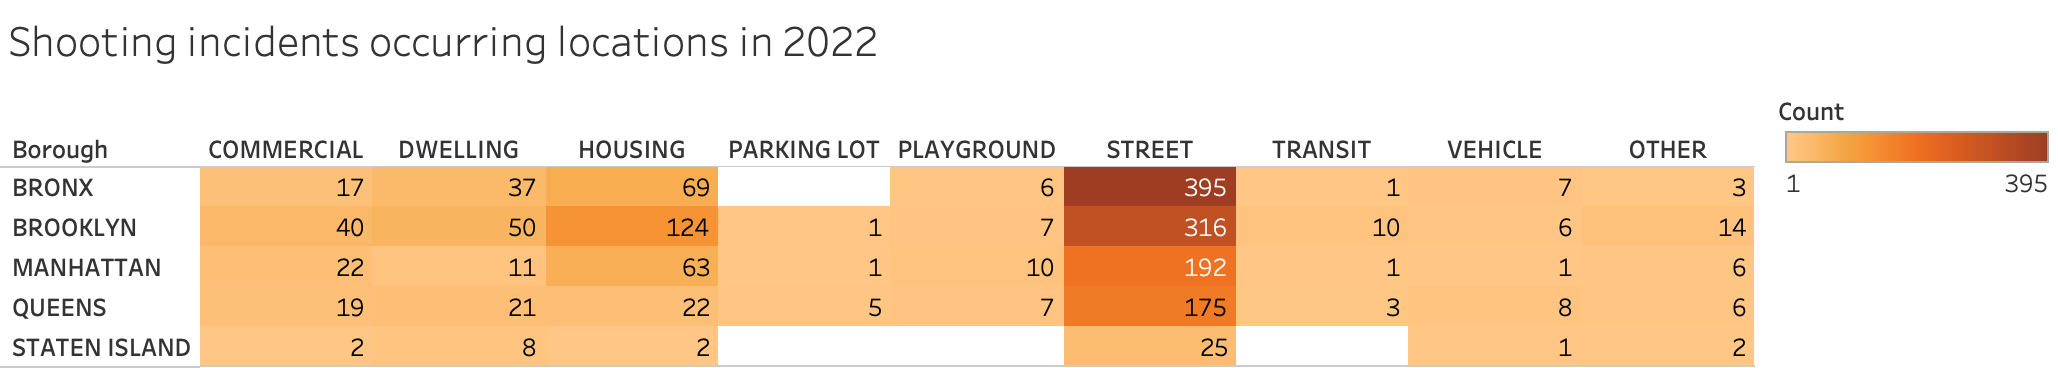 Shooting incidents occurring locations in 2022
Count
1 395
Borough COMMERCIAL DWELLING HOUSING PARKING LOT PLAYGROUND STREET TRANSIT VEHICLE OTHER
BRONX 17 37 69 6 395 1 7 3
BROOKLYN 40 50 124 1 7 316 10 6 14
MANHATTAN 22 11 63 1 10 192 1 1 6
QUEENS 19 21 22 5 7 175 3 8 6
STATEN ISLAND 2 8 2 25 1 2